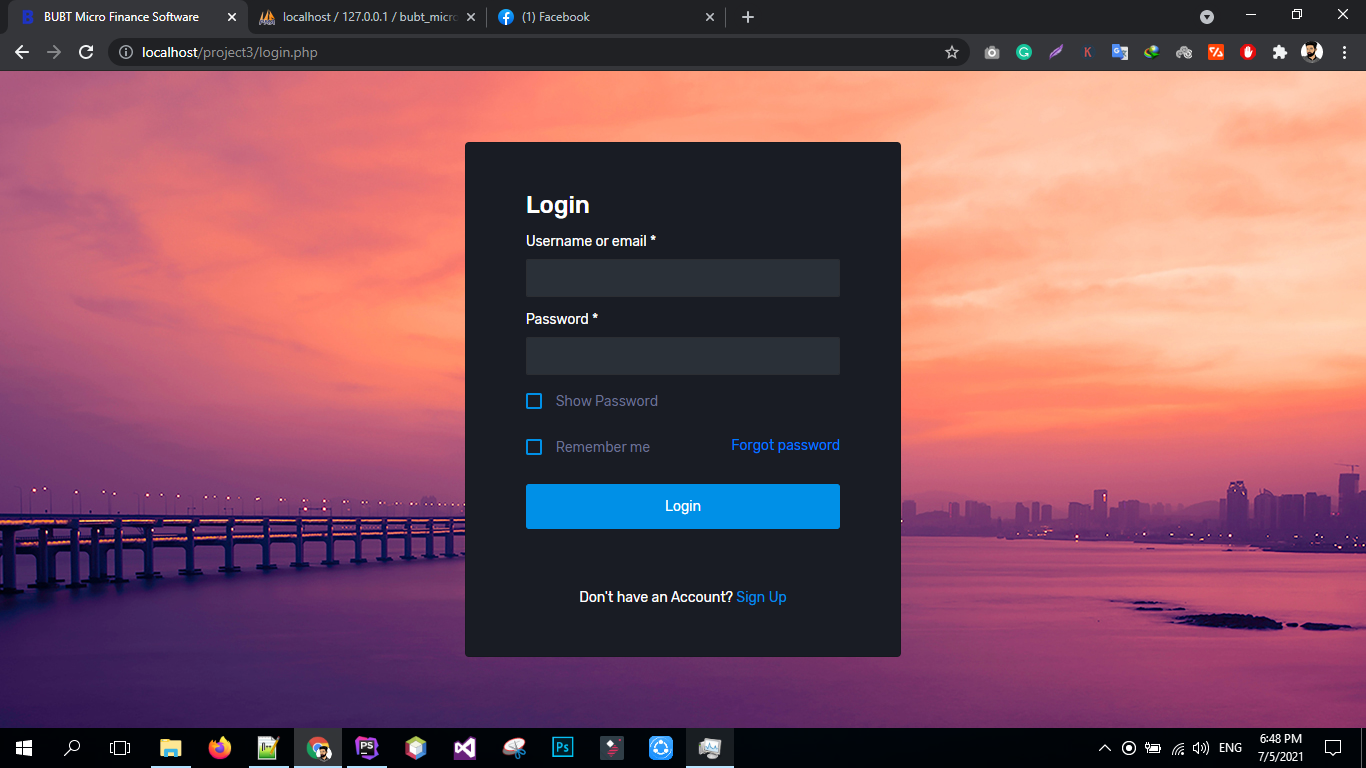 BUBT Micro Finance Software
localhost / 127.0.0.1 / bubt_micro
(1) Facebook
localhost/project3/login.php
Login
Username or email *
Password *
Show Password
Remember me
Forgot password
Login
Don't have an Account? Sign Up
ENG
6:48 PM
7/5/2021